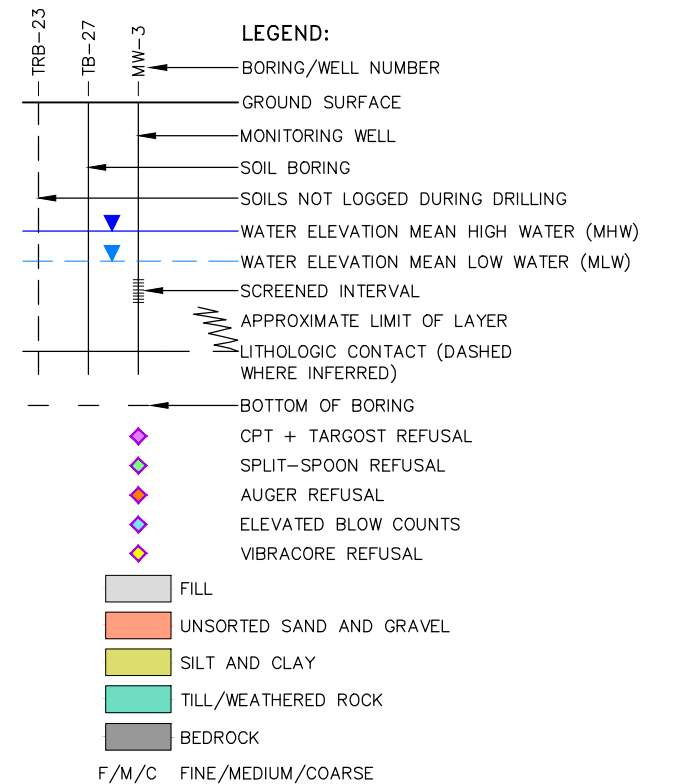 TRB-23
TB-27
MW-3
LEGEND:
BORING/WELL NUMBER
GROUND SURFACE
MONITORING WELL
SOIL BORING
SOILS NOT LOGGED DURING DRILLING
WATER ELEVATION MEAN HIGH WATER (MHW)
WATER ELEVATION MEAN LOW WATER (MLW)
SCREENED INTERVAL
APPROXIMATE LIMIT OF LAYER
LITHOLOGIC CONTACT (DASHED
WHERE INFERRED)
BOTTOM OF BORING
CPT + TARGOST REFUSAL
SPLIT-SPOON REFUSAL
AUGER REFUSAL
ELEVATED BLOW COUNTS
VIBRACORE REFUSAL
FILL
UNSORTED SAND AND GRAVEL
SILT AND CLAY
TILL/WEATHERED ROCK
BEDROCK
F/M/C FINE/MEDIUM/COARSE